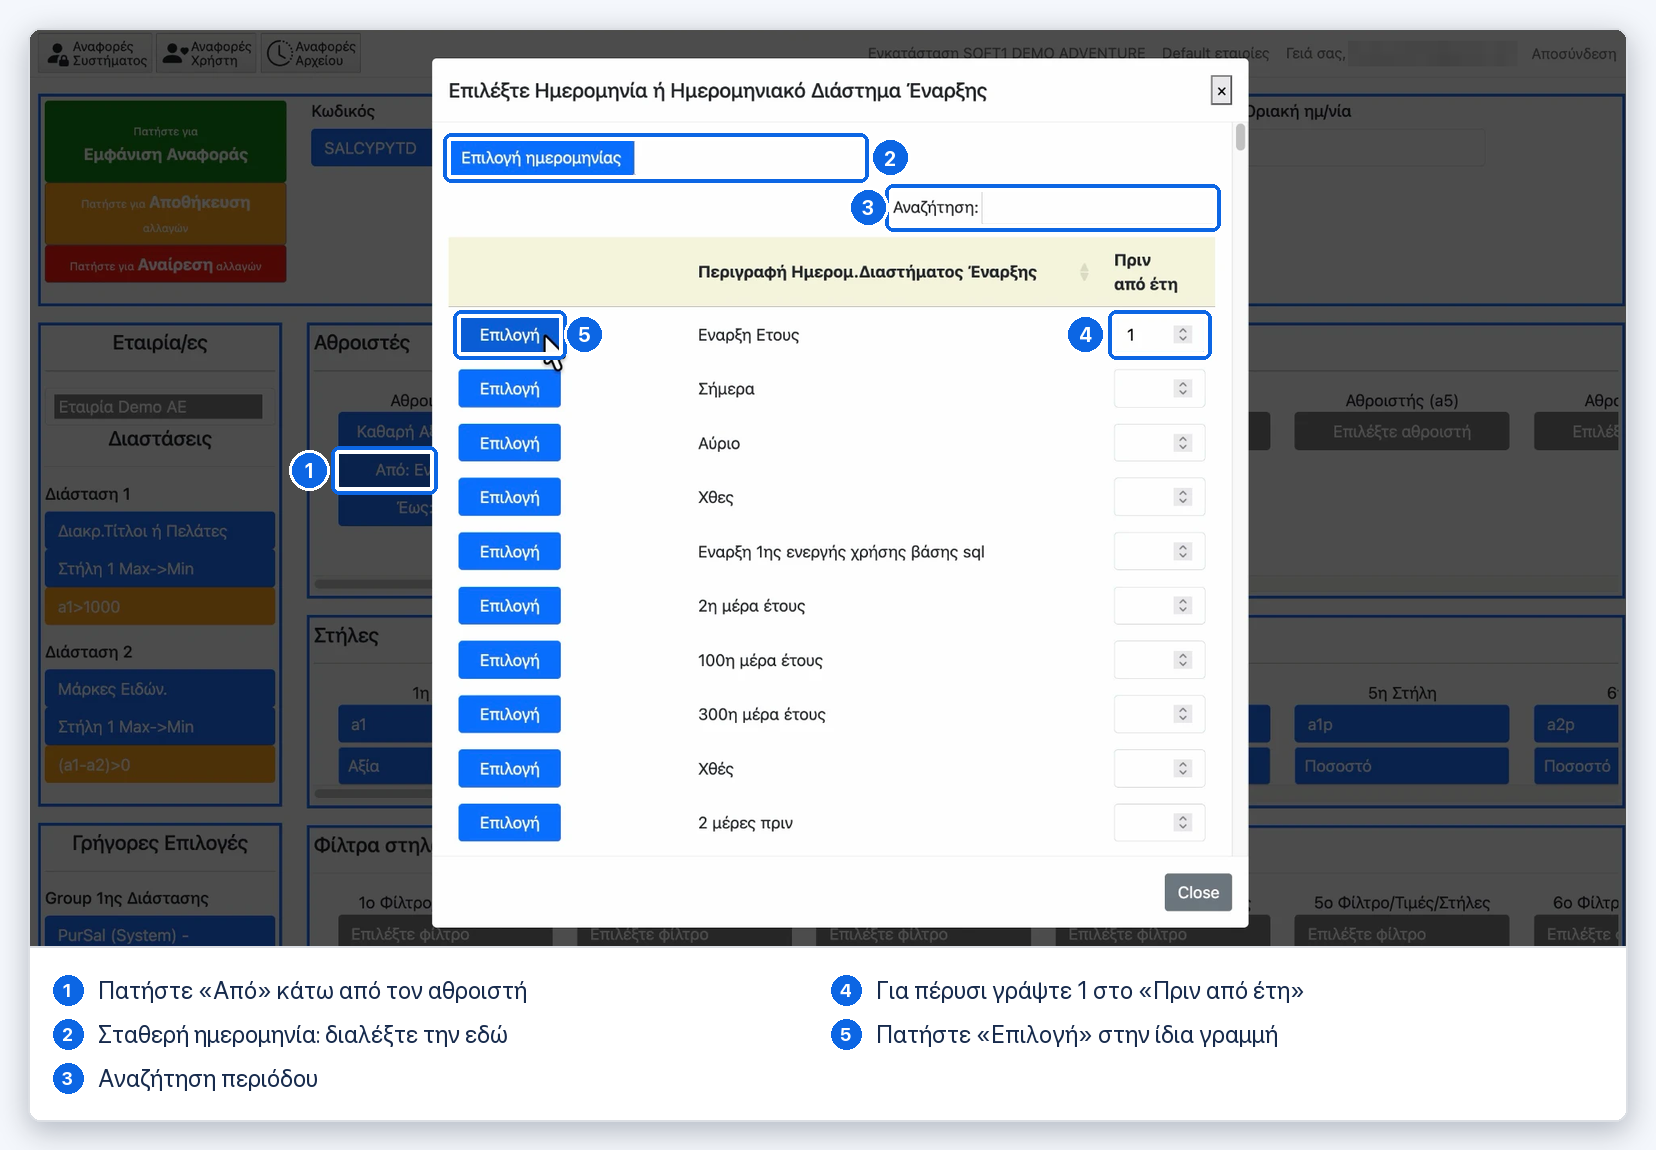 Αναφορές Συστήματος
Αναφορές Χρήστη
Αναφορές Αρχείου
Εγκατάσταση SOFT1 DEMO ADVENTURE
Default εταιρίες
Γειά σας,
Αποσύνδεση
Επιλέξτε Ημερομηνία ή Ημερομηνιακό Διάστημα Έναρξης
×
Πατήστε για
Εμφάνιση Αναφοράς
Πατήστε για Αποθήκευση
αλλαγών
Πατήστε για Αναίρεση αλλαγών
Κωδικός
SALCYPYTD
Οριακή ημ/νία
Επιλογή ημερομηνίας
2
3
Αναζήτηση:
Περιγραφή Ημερομ.Διαστήματος Έναρξης
Πριν
από έτη
Επιλογή
5
Εναρξη Ετους
4
1
Επιλογή
Σήμερα
Επιλογή
Αύριο
Επιλογή
Χθες
Επιλογή
Εναρξη 1ης ενεργής χρήσης βάσης sql
Επιλογή
2η μέρα έτους
Επιλογή
100η μέρα έτους
Επιλογή
300η μέρα έτους
Επιλογή
Χθές
Επιλογή
2 μέρες πριν
Close
Εταιρία/ες
Εταιρία Demo AE
Διαστάσεις
Διάσταση 1
Διακρ.Τίτλοι ή Πελάτες
Στήλη 1 Max->Min
a1>1000
Διάσταση 2
Μάρκες Ειδών.
Στήλη 1 Max->Min
(a1-a2)>0
Γρήγορες Επιλογές
Group 1ης Διάστασης
PurSal (System) -
Αθροιστές
Καθαρή
1
Από:
Έως:
Αθροιστής (a5)
Επιλέξτε αθροιστή
Στήλες
1η
a1
Αξία
5η Στήλη
a1p
Ποσοστό
a2p
Ποσοστό
Φίλτρα
1ο Φίλτρο
Επιλέξτε φίλτρο
Επιλέξτε φίλτρο
Επιλέξτε φίλτρο
Επιλέξτε φίλτρο
5ο Φίλτρο/Τιμές/Στήλες
Επιλέξτε φίλτρο
6ο
Επιλέξτε
1 Πατήστε «Από» κάτω από τον αθροιστή
2 Σταθερή ημερομηνία: διαλέξτε την εδώ
3 Αναζήτηση περιόδου
4 Για πέρυσι γράψτε 1 στο «Πριν από έτη»
5 Πατήστε «Επιλογή» στην ίδια γραμμή